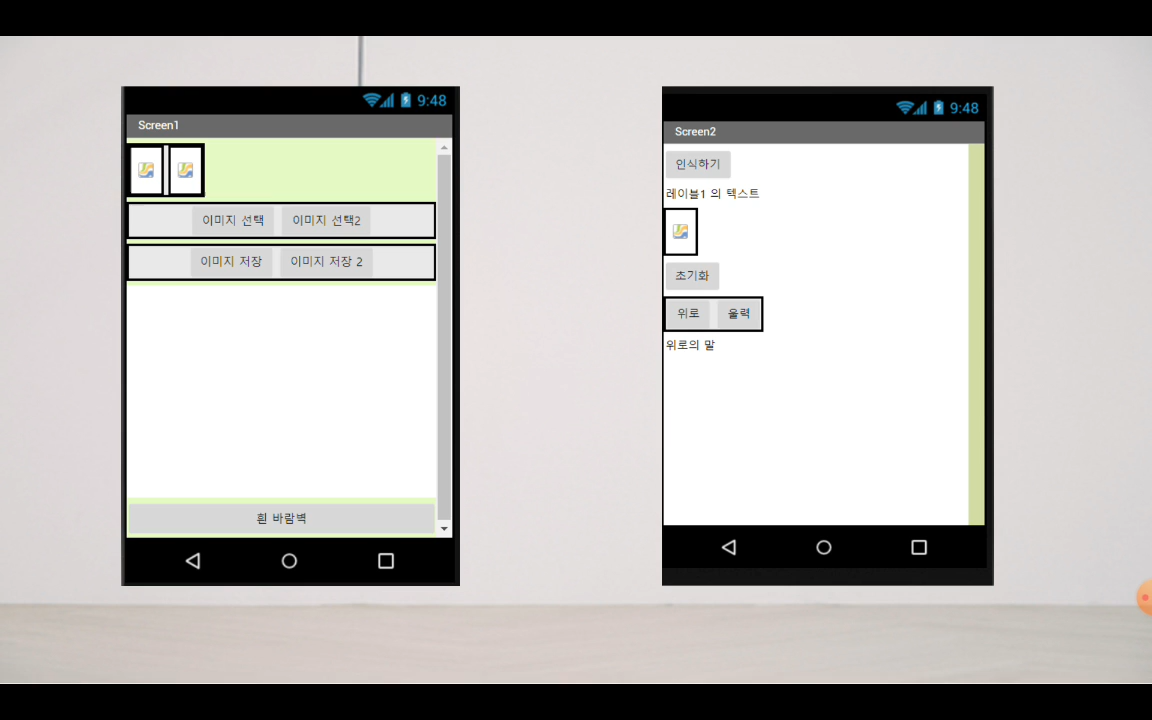 9:48
Screen1
이미지 선택 이미지 선택2
이미지 저장 이미지 저장 2
흰 바람벽
9:48
Screen2
인식하기
레이블1 의 텍스트
초기화
위로 울력
위로의 말